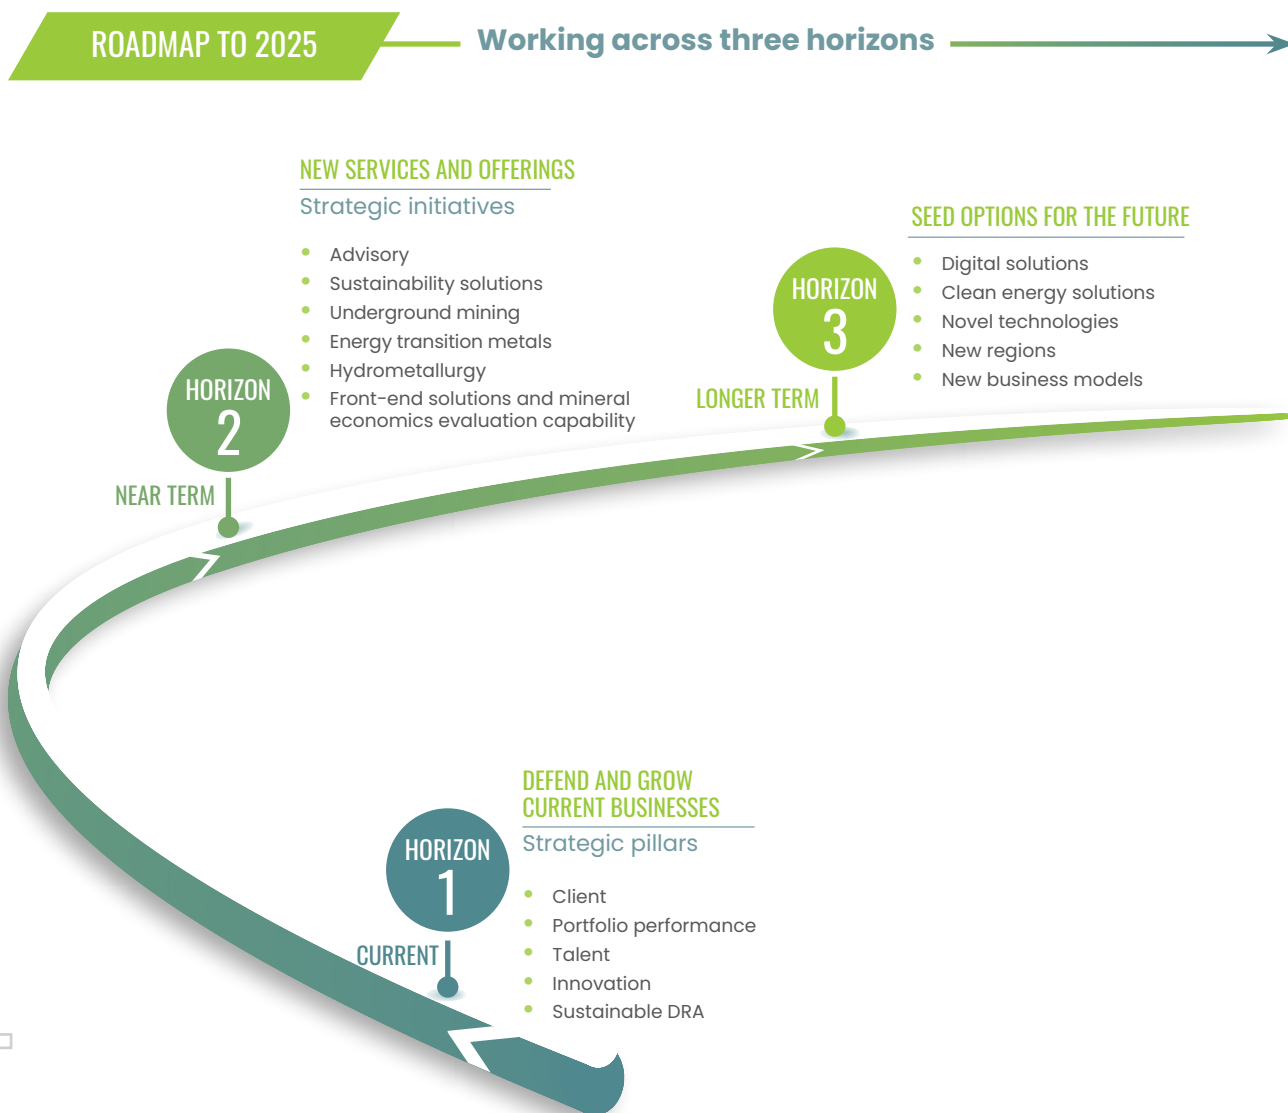 ROADMAP TO 2025
Working across three horizons
NEW SERVICES AND OFFERINGS
Strategic initiatives
Advisory
Sustainability solutions
Underground mining
Energy transition metals
Hydrometallurgy
Front-end solutions and mineral
economics evaluation capability
HORIZON
2
NEAR TERM
SEED OPTIONS FOR THE FUTURE
Digital solutions
Clean energy solutions
Novel technologies
New regions
New business models
HORIZON
3
LONGER TERM
DEFEND AND GROW
CURRENT BUSINESSES
Strategic pillars
Client
Portfolio performance
Talent
Innovation
Sustainable DRA
HORIZON
1
CURRENT